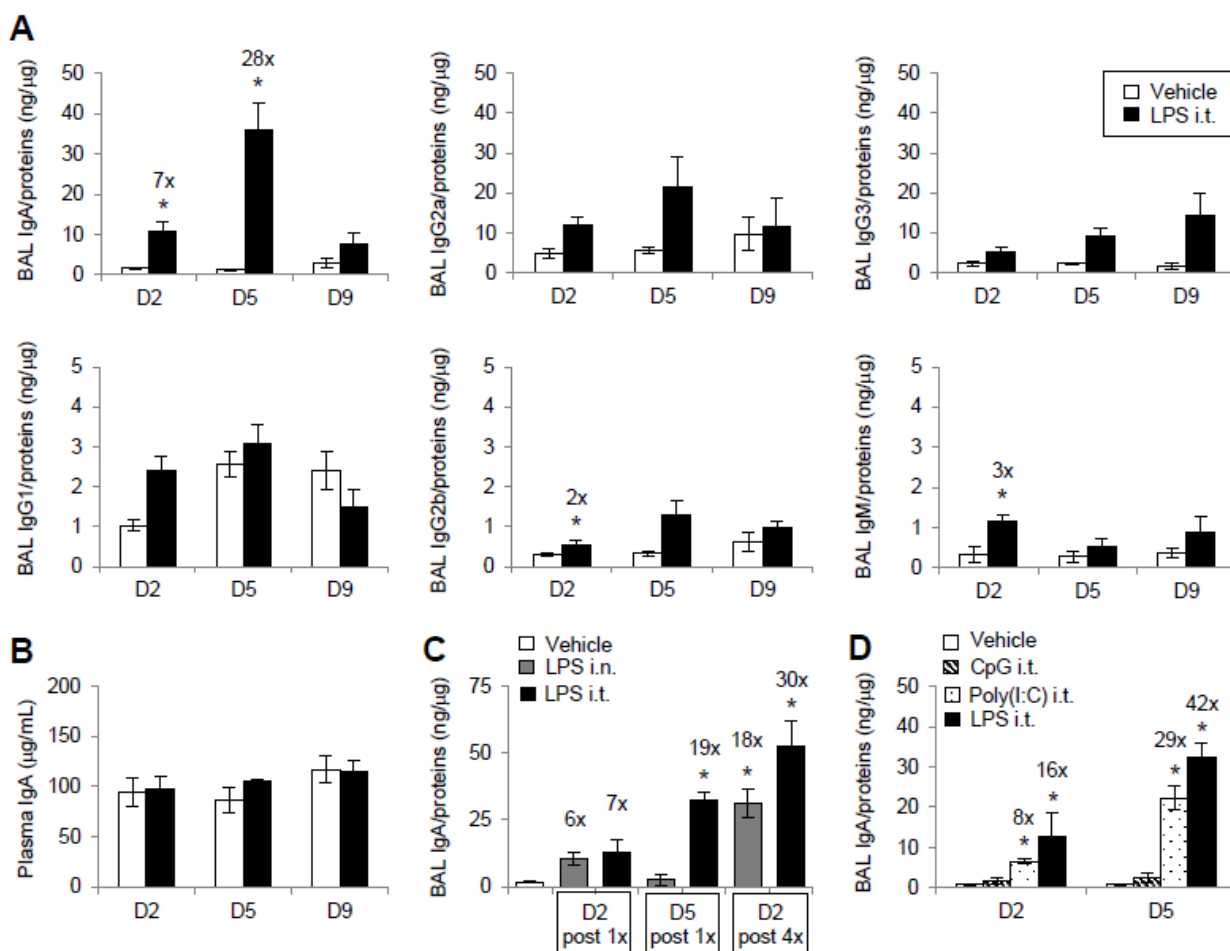 A
BAL IgA/proteins (ng/µg)
50
40
30
20
10
0
7x
*
28x
*
D2
D5
D9
BAL IgG2a/proteins (ng/µg)
50
40
30
20
10
0
D2
D5
D9
BAL IgG3/proteins (ng/µg)
50
40
30
20
10
0
D2
D5
D9
Vehicle
LPS i.t.
BAL IgG1/proteins (ng/µg)
5
4
3
2
1
0
D2
D5
D9
BAL IgG2b/proteins (ng/µg)
5
4
3
2
1
0
2x
*
D2
D5
D9
BAL IgM/proteins (ng/µg)
5
4
3
2
1
0
3x
*
D2
D5
D9
B
Plasma IgA (µg/mL)
200
150
100
50
0
D2
D5
D9
C
Vehicle
LPS i.n.
LPS i.t.
BAL IgA/proteins (ng/µg)
75
50
25
0
6x
7x
19x
*
18x
*
30x
*
D2
post 1x
D5
post 1x
D2
post 4x
D
Vehicle
CpG i.t.
Poly(I:C) i.t.
LPS i.t.
BAL IgA/proteins (ng/µg)
50
40
30
20
10
0
8x
*
16x
*
29x
*
42x
*
D2
D5